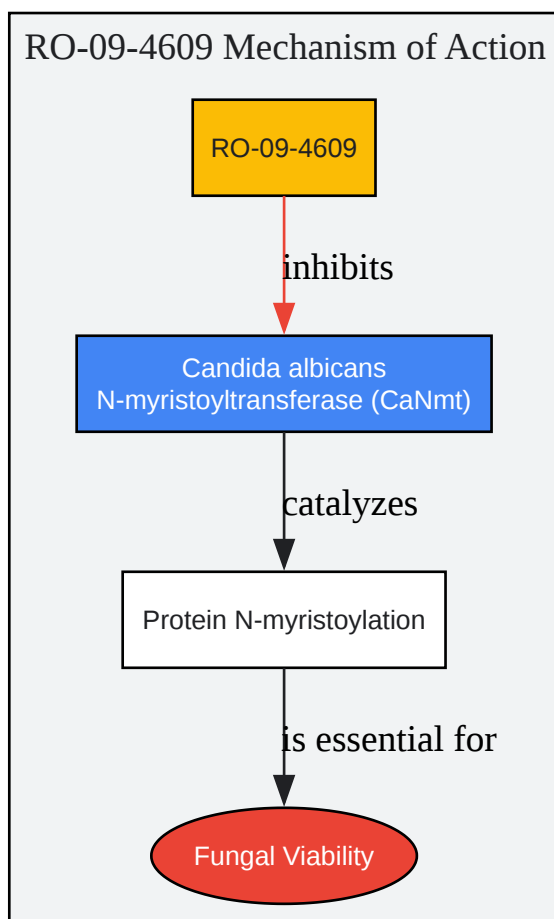 RO-09-4609 Mechanism of Action
RO-09-4609
inhibits
Candida albicans
N-myristoyltransferase (CaNmt)
catalyzes
Protein N-myristoylation
is essential for
Fungal Viability